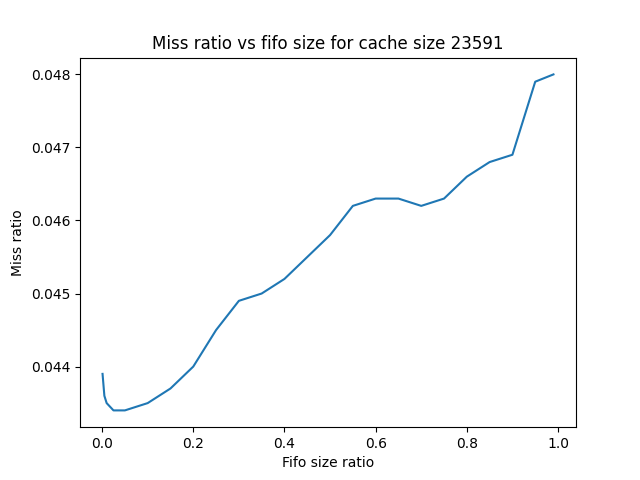 Miss ratio vs fifo size for cache size 23591
0.048
0.047
0.046
0.045
0.044
Miss ratio
0.0 0.2 0.4 0.6 0.8 1.0
Fifo size ratio